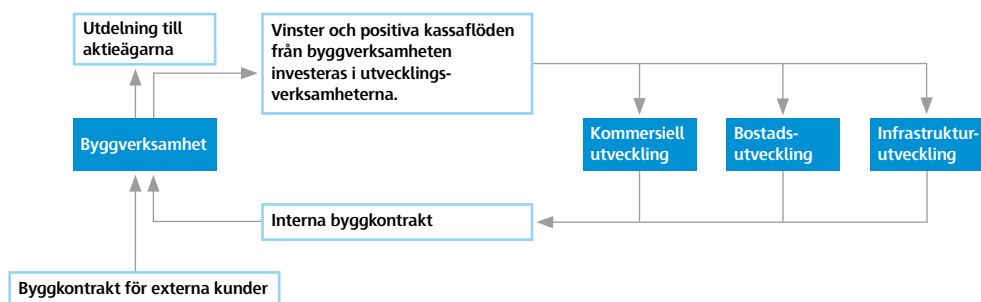 Utdelning till
aktieägarna
Vinster och positiva kassaflöden
från byggverksamheten
investeras i utvecklings-
verksamheterna.
Byggverksamhet
Kommersiell
utveckling
Bostads-
utveckling
Infrastruktur-
utveckling
Interna byggkontrakt
Byggkontrakt för externa kunder